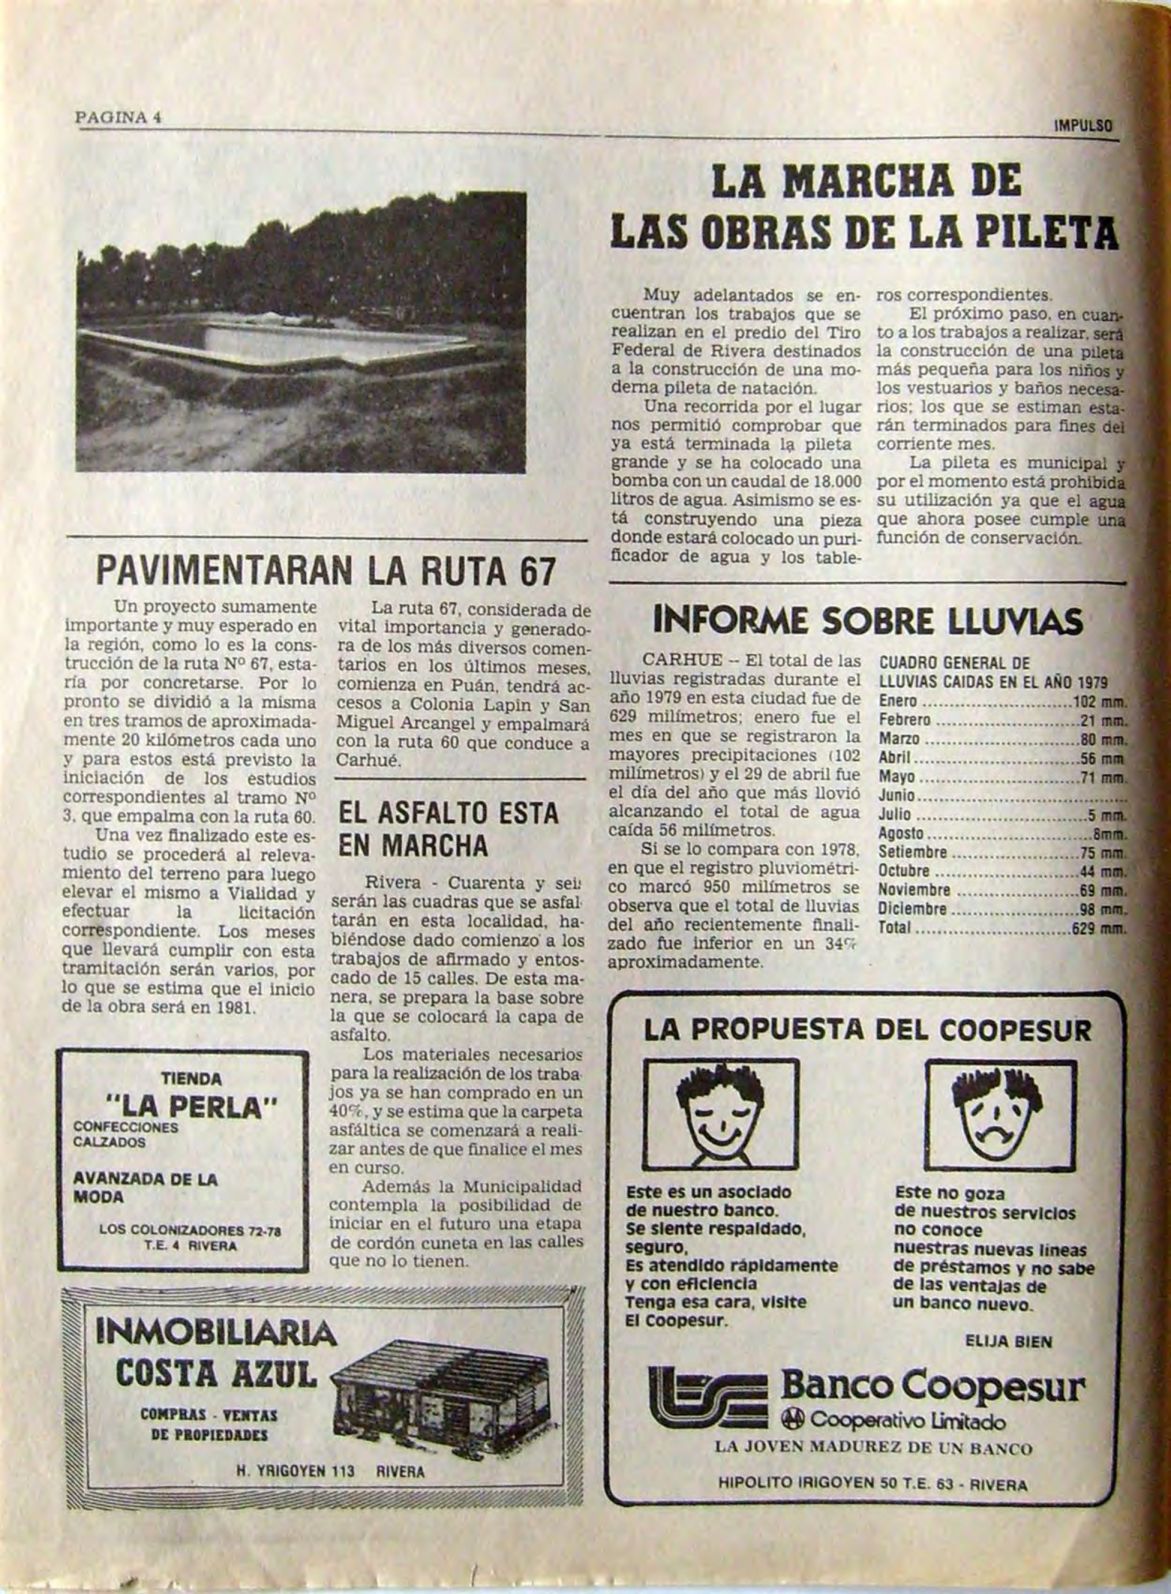 PAGINA 4
IMPULSO
LA MARCHA DE
LAS OBRAS DE LA PILETA
Muy adelantados se en-
cuentran los trabajos que se
realizan en el predio del Tiro
Federal de Rivera destinados
a la construcción de una mo-
derna pileta de natación.
Una recorrida por el lugar
nos permitió comprobar que
ya está terminada la pileta
grande y se ha colocado una
bomba con un caudal de 18.000
litros de agua. Asimismo se es-
tá construyendo una pieza
donde estará colocado un puri-
ficador de agua y los table-
ros correspondientes.
El próximo paso, en cuan-
to a los trabajos a realizar, será
la construcción de una pileta
más pequeña para los niños y
los vestuarios y baños necesa-
rios; los que se estiman esta-
rán terminados para fines del
corriente mes.
La pileta es municipal y
por el momento está prohibida
su utilización ya que el agua
que ahora posee cumple una
función de conservación.
PAVIMENTARAN LA RUTA 67
Un proyecto sumamente
importante y muy esperado en
la región, como lo es la cons-
trucción de la ruta Nº 67, esta-
ría por concretarse. Por lo
pronto se dividió a la misma
en tres tramos de aproximada-
mente 20 kilómetros cada uno
y para estos está previsto la
iniciación de los estudios
correspondientes al tramo Nº
3, que empalma con la ruta 60.
Una vez finalizado este es-
tudio se procederá al releva-
miento del terreno para luego
elevar el mismo a Vialidad y
efectuar la licitación
correspondiente. Los meses
que llevará cumplir con esta
tramitación serán varios, por
lo que se estima que el inicio
de la obra será en 1981.
La ruta 67, considerada de
vital importancia y generado-
ra de los más diversos comen-
tarios en los últimos meses,
comienza en Puán, tendrá ac-
cesos a Colonia Lapin y San
Miguel Arcangel y empalmará
con la ruta 60 que conduce a
Carhué.
EL ASFALTO ESTA
EN MARCHA
Rivera - Cuarenta y seis
serán las cuadras que se asfal
tarán en esta localidad, ha-
biéndose dado comienzo a los
trabajos de afirmado y entos-
cado de 15 calles. De esta ma-
nera, se prepara la base sobre
la que se colocará la capa de
asfalto.
Los materiales necesarios
para la realización de los traba
jos ya se han comprado en un
40%, y se estima que la carpeta
asfáltica se comenzará a reali-
zar antes de que finalice el mes
en curso.
Además la Municipalidad
contempla la posibilidad de
iniciar en el futuro una etapa
de cordón cuneta en las calles
que no lo tienen.
INFORME SOBRE LLUVIAS
CARHUE -- El total de las
lluvias registradas durante el
año 1979 en esta ciudad fue de
629 milímetros; enero fue el
mes en que se registraron la
mayores precipitaciones (102
milímetros) y el 29 de abril fue
el día del año que más llovió
alcanzando el total de agua
caída 56 milímetros.
Si se lo compara con 1978,
en que el registro pluviométri-
co marcó 950 milímetros se
observa que el total de lluvias
del año recientemente finali-
zado fue inferior en un 34%
aproximadamente.
CUADRO GENERAL DE
LLUVIAS CAIDAS EN EL AÑO 1979
Enero ........................ 102 mm.
Febrero ........................ 21 mm.
Marzo ........................ 80 mm.
Abril ........................ 56 mm
Mayo ........................ 71 mm.
Junio ........................
Julio ........................ 5 mm.
Agosto ........................ 8mm.
Setiembre ........................ 75 mm.
Octubre ........................ 44 mm.
Noviembre ........................ 69 mm.
Diciembre ........................ 98 mm.
Total ........................ 629 mm.
TIENDA
"LA PERLA"
CONFECCIONES
CALZADOS
AVANZADA DE LA
MODA
LOS COLONIZADORES 72-78
T.E. 4 RIVERA
INMOBILIARIA
COSTA AZUL
COMPRAS - VENTAS
DE PROPIEDADES
H. YRIGOYEN 113 RIVERA
LA PROPUESTA DEL COOPESUR
Este es un asociado
de nuestro banco.
Se siente respaldado,
seguro,
Es atendido rápidamente
y con eficiencia
Tenga esa cara, visite
El Coopesur.
Este no goza
de nuestros servicios
no conoce
nuestras nuevas líneas
de préstamos y no sabe
de las ventajas de
un banco nuevo.
ELIJA BIEN
Banco Coopesur
Cooperativo Limitado
LA JOVEN MADUREZ DE UN BANCO
HIPOLITO IRIGOYEN 50 T.E. 63 - RIVERA